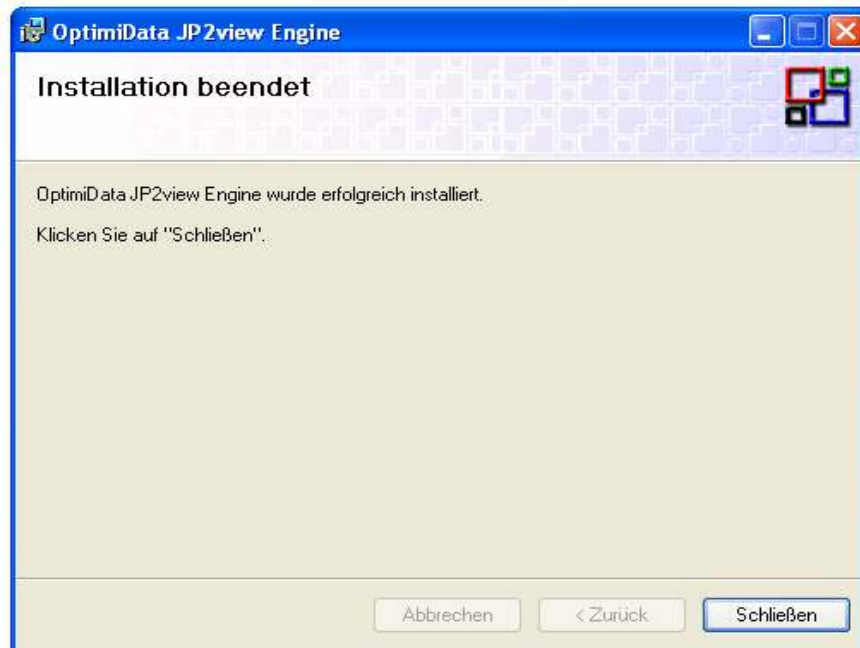 OptimiData JP2view Engine
Installation beendet
OptimiData JP2view Engine wurde erfolgreich installiert.
Klicken Sie auf "Schließen".
Abbrechen
< Zurück
Schließen